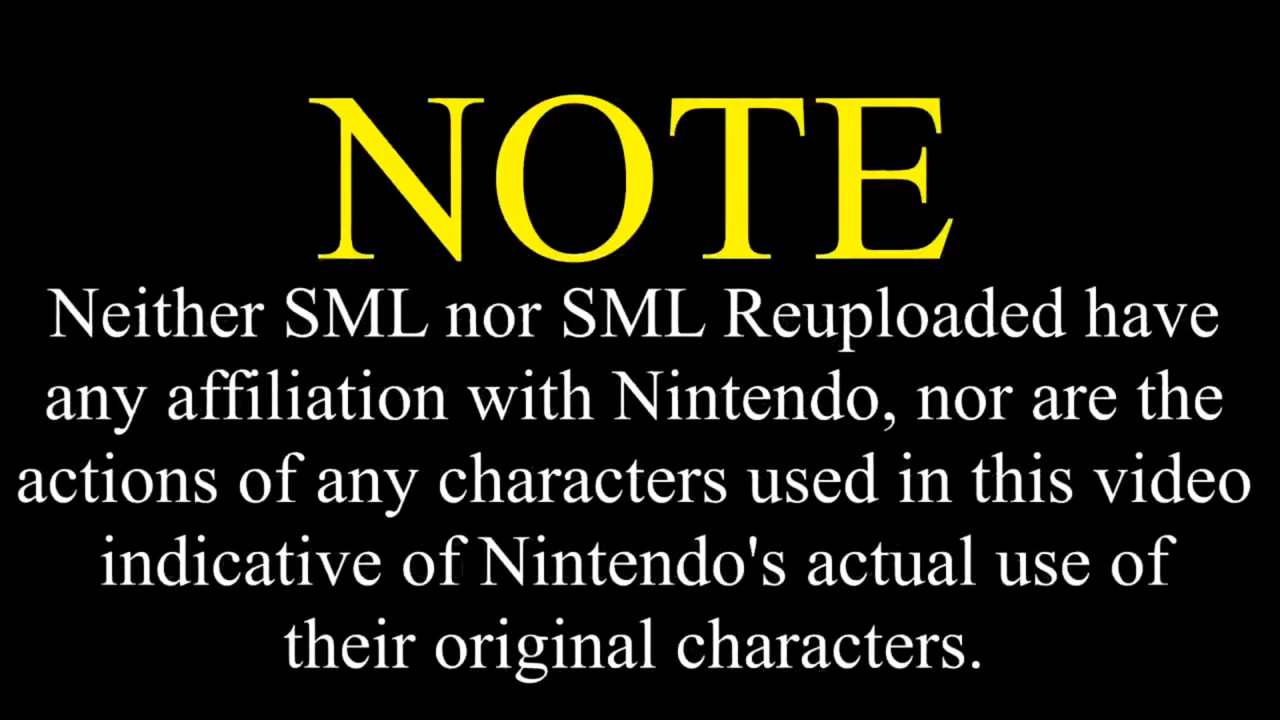 NOTE
Neither SML nor SML Reuploaded have
any affiliation with Nintendo, nor are the
actions of any characters used in this video
indicative of Nintendo's actual use of
their original characters.